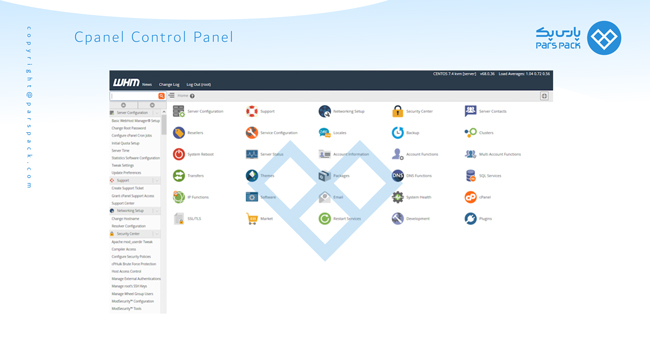 Cpanel Control Panel
پارس پک
PARS PACK
copyright@parspack.com
CENTOS 7.4 kvm [server] v68.0.36 Load Averages: 1.04 0.72 0.56
WHM
News Change Log Log Out (root)
Home
Server Configuration
Basic WebHost Manager® Setup
Change Root Password
Configure cPanel Cron Jobs
Initial Quota Setup
Server Time
Statistics Software Configuration
Tweak Settings
Update Preferences
Support
Create Support Ticket
Grant cPanel Support Access
Support Center
Networking Setup
Change Hostname
Resolver Configuration
Security Center
Apache mod_userdir Tweak
Compiler Access
Configure Security Policies
cPHulk Brute Force Protection
Host Access Control
Manage External Authentications
Manage root's SSH Keys
Manage Wheel Group Users
ModSecurity™ Configuration
ModSecurity™ Tools
Server Configuration Support Networking Setup Security Center Server Contacts
Resellers Service Configuration Locales Backup Clusters
System Reboot Server Status Account Information Account Functions Multi Account Functions
Transfers Themes Packages DNS DNS Functions SQL Services
IP Functions Software Email System Health cPanel
SSL/TLS Market Restart Services Development Plugins